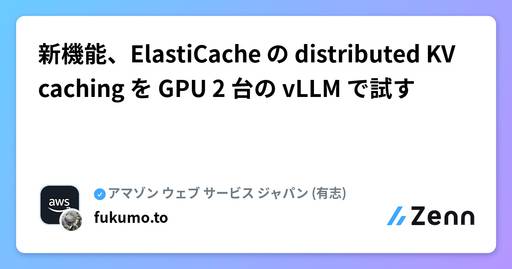 新機能、ElastiCache の distributed KV
caching を GPU 2 台の vLLM で試す
aws
アマゾン ウェブ サービス ジャパン (有志)
fukumo.to
Zenn